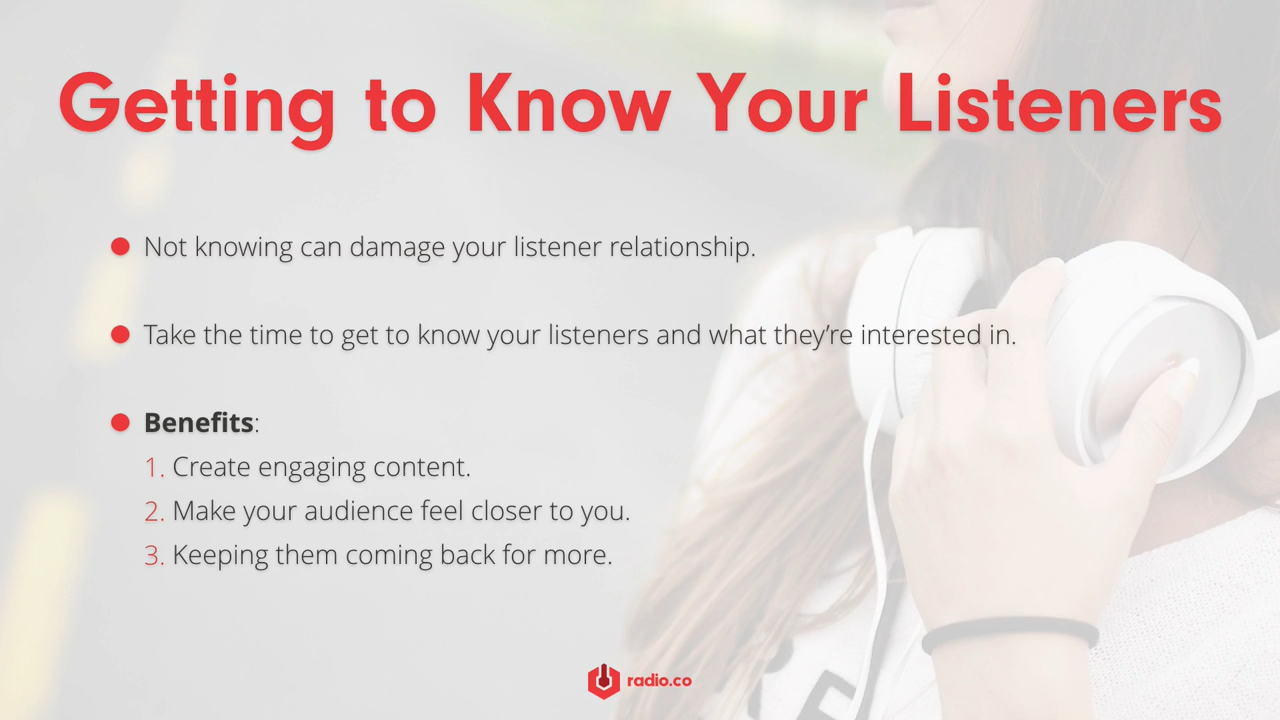 Getting to Know Your Listeners
Not knowing can damage your listener relationship.
Take the time to get to know your listeners and what they’re interested in.
Benefits:
1. Create engaging content.
2. Make your audience feel closer to you.
3. Keeping them coming back for more.
radio.co